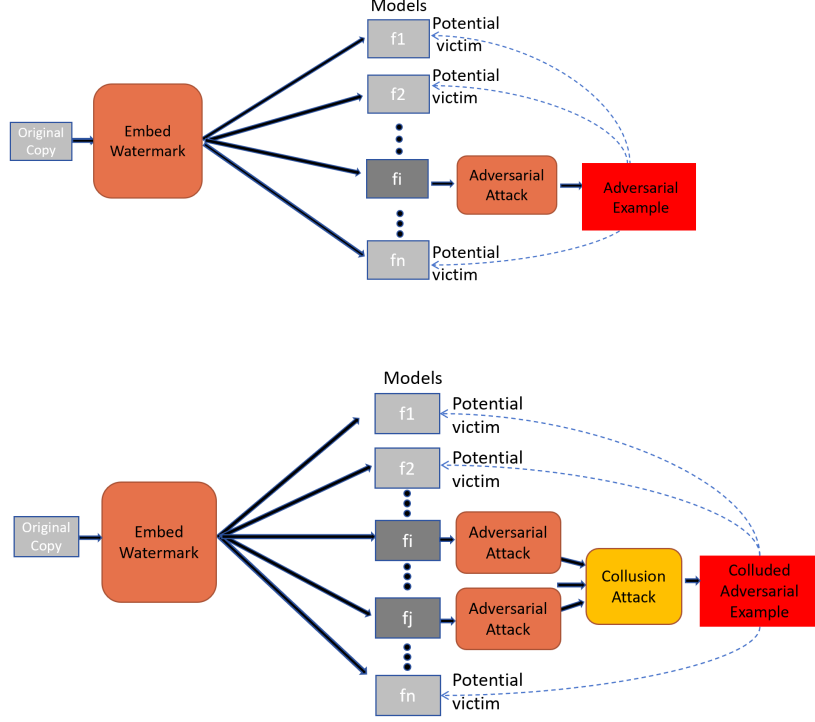 Models
f1
Potential
victim
f2
Potential
victim
Original
Copy
Embed
Watermark
fi
Adversarial
Attack
Adversarial
Example
fn
Potential
victim
Models
f1
Potential
victim
f2
Potential
victim
Original
Copy
Embed
Watermark
fi
Adversarial
Attack
Collusion
Attack
Colluded
Adversarial
Example
fj
Adversarial
Attack
fn
Potential
victim